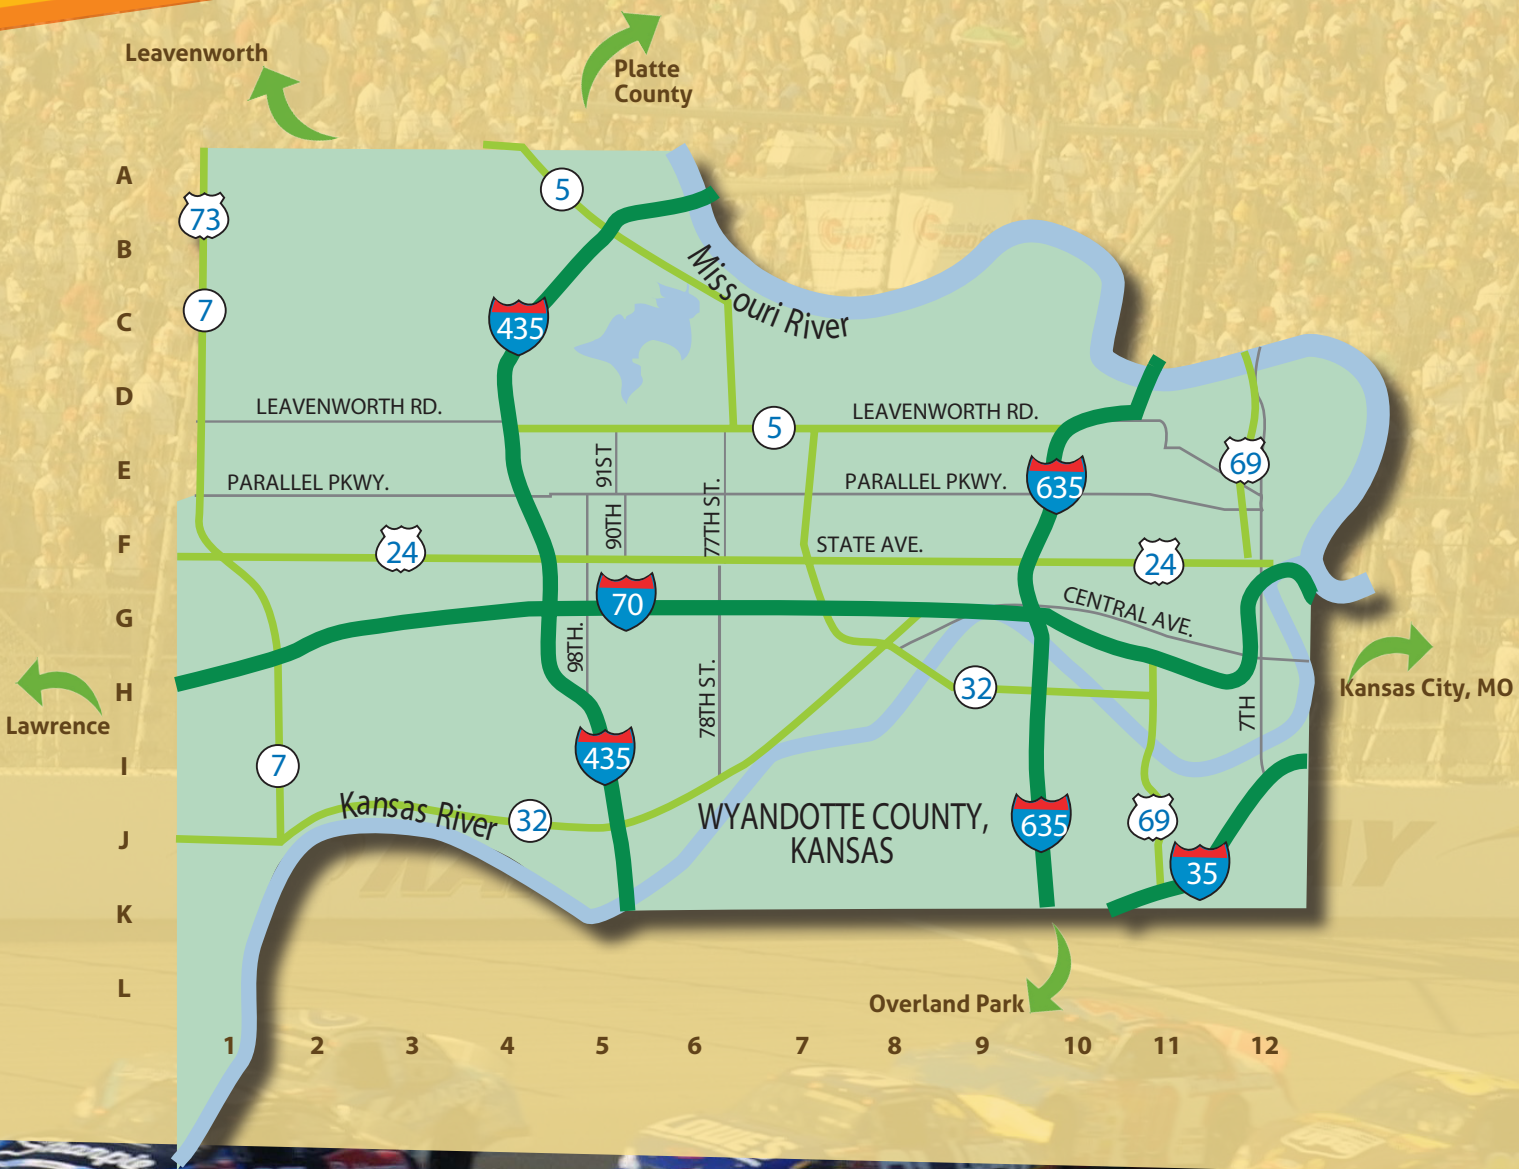 Leavenworth
Platte
County
A
B
C
D
E
F
G
H
I
J
K
L
73
7
5
435
Missouri River
LEAVENWORTH RD.
5
LEAVENWORTH RD.
PARALLEL PKWY.
91ST
PARALLEL PKWY.
635
69
90TH
77TH ST.
24
STATE AVE.
24
70
CENTRAL AVE.
98TH.
78TH ST.
32
7TH
Kansas City, MO
Lawrence
7
435
Kansas River
32
WYANDOTTE COUNTY,
KANSAS
635
69
35
Overland Park
1 2 3 4 5 6 7 8 9 10 11 12
Sharpie
LOWE'S